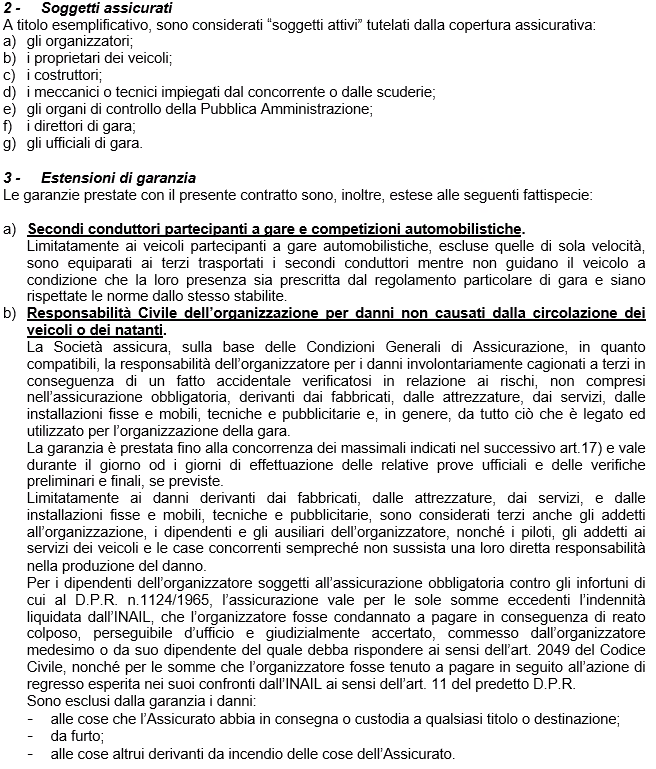 2 - Soggetti assicurati
A titolo esemplificativo, sono considerati “soggetti attivi” tutelati dalla copertura assicurativa:
a) gli organizzatori;
b) i proprietari dei veicoli;
c) i costruttori;
d) i meccanici o tecnici impiegati dal concorrente o dalle scuderie;
e) gli organi di controllo della Pubblica Amministrazione;
f) i direttori di gara;
g) gli ufficiali di gara.
3 - Estensioni di garanzia
Le garanzie prestate con il presente contratto sono, inoltre, estese alle seguenti fattispecie:
a) Secondi conduttori partecipanti a gare e competizioni automobilistiche.
Limitatamente ai veicoli partecipanti a gare automobilistiche, escluse quelle di sola velocità,
sono equiparati ai terzi trasportati i secondi conduttori mentre non guidano il veicolo a
condizione che la loro presenza sia prescritta dal regolamento particolare di gara e siano
rispettate le norme dallo stesso stabilite.
b) Responsabilità Civile dell’organizzazione per danni non causati dalla circolazione dei
veicoli o dei natanti.
La Società assicura, sulla base delle Condizioni Generali di Assicurazione, in quanto
compatibili, la responsabilità dell’organizzatore per i danni involontariamente cagionati a terzi in
conseguenza di un fatto accidentale verificatosi in relazione ai rischi, non compresi
nell’assicurazione obbligatoria, derivanti dai fabbricati, dalle attrezzature, dai servizi, dalle
installazioni fisse e mobili, tecniche e pubblicitarie e, in genere, da tutto ciò che è legato ed
utilizzato per l’organizzazione della gara.
La garanzia è prestata fino alla concorrenza dei massimali indicati nel successivo art.17) e vale
durante il giorno od i giorni di effettuazione delle relative prove ufficiali e delle verifiche
preliminari e finali, se previste.
Limitatamente ai danni derivanti dai fabbricati, dalle attrezzature, dai servizi, e dalle
installazioni fisse e mobili, tecniche e pubblicitarie, sono considerati terzi anche gli addetti
all’organizzazione, i dipendenti e gli ausiliari dell’organizzatore, nonché i piloti, gli addetti ai
servizi dei veicoli e le case concorrenti sempreché non sussista una loro diretta responsabilità
nella produzione del danno.
Per i dipendenti dell’organizzatore soggetti all’assicurazione obbligatoria contro gli infortuni di
cui al D.P.R. n.1124/1965, l’assicurazione vale per le sole somme eccedenti l’indennità
liquidata dall’INAIL, che l’organizzatore fosse condannato a pagare in conseguenza di reato
colposo, perseguibile d’ufficio e giudizialmente accertato, commesso dall’organizzatore
medesimo o da suo dipendente del quale debba rispondere ai sensi dell’art. 2049 del Codice
Civile, nonché per le somme che l’organizzatore fosse tenuto a pagare in seguito all’azione di
regresso esperita nei suoi confronti dall’INAIL ai sensi dell’art. 11 del predetto D.P.R.
Sono esclusi dalla garanzia i danni:
- alle cose che l’Assicurato abbia in consegna o custodia a qualsiasi titolo o destinazione;
- da furto;
- alle cose altrui derivanti da incendio delle cose dell’Assicurato.